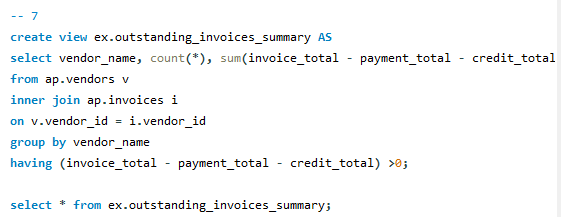 -- 7
create view ex.outstanding_invoices_summary AS
select vendor_name, count(*), sum(invoice_total - payment_total - credit_total
from ap.vendors v
inner join ap.invoices i
on v.vendor_id = i.vendor_id
group by vendor_name
having (invoice_total - payment_total - credit_total) >0;
select * from ex.outstanding_invoices_summary;